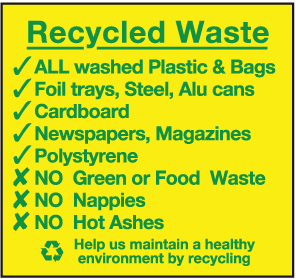 Recycled Waste
✓ ALL washed Plastic & Bags
✓ Foil trays, Steel, Alu cans
✓ Cardboard
✓ Newspapers, Magazines
✓ Polystyrene
✘ NO Green or Food Waste
✘ NO Nappies
✘ NO Hot Ashes
Help us maintain a healthy
environment by recycling